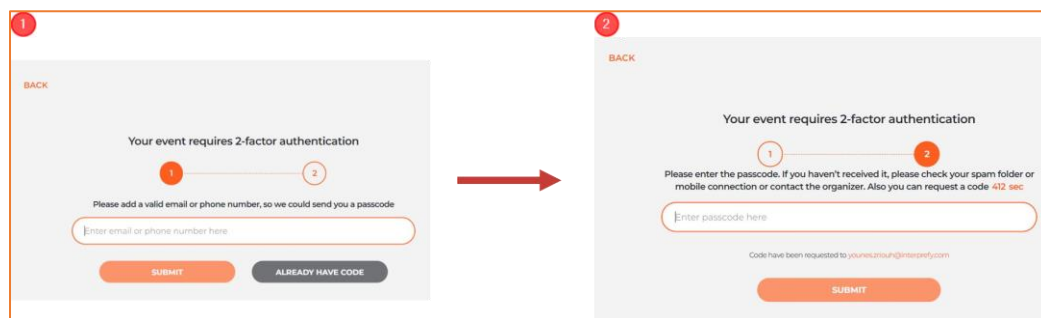 1
BACK
Your event requires 2-factor authentication
1
2
Please add a valid email or phone number, so we could send you a passcode
Enter email or phone number here
SUBMIT
ALREADY HAVE CODE
2
BACK
Your event requires 2-factor authentication
1
2
Please enter the passcode. If you haven't received it, please check your spam folder or
mobile connection or contact the organizer. Also you can request a code 412 sec
Enter passcode here
Code have been requested to younes.znouh@interprefy.com
SUBMIT